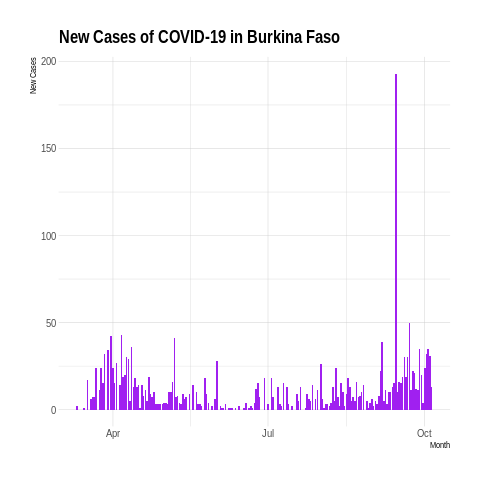 New Cases of COVID-19 in Burkina Faso
New Cases
200
150
100
50
0
Apr
Jul
Oct
Month